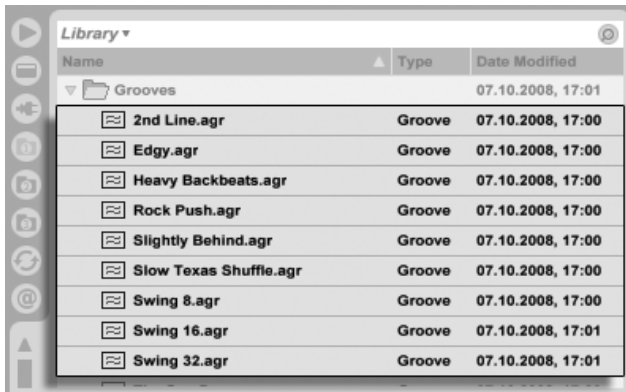 Library ▾
Name Type Date Modified
Grooves 07.10.2008, 17:01
2nd Line.agr Groove 07.10.2008, 17:00
Edgy.agr Groove 07.10.2008, 17:00
Heavy Backbeats.agr Groove 07.10.2008, 17:00
Rock Push.agr Groove 07.10.2008, 17:00
Slightly Behind.agr Groove 07.10.2008, 17:00
Slow Texas Shuffle.agr Groove 07.10.2008, 17:00
Swing 8.agr Groove 07.10.2008, 17:00
Swing 16.agr Groove 07.10.2008, 17:01
Swing 32.agr Groove 07.10.2008, 17:01